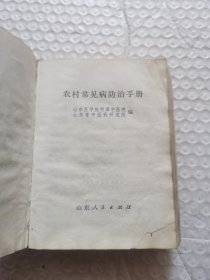 农村常见病防治手册
山东医学院附属中医院
山东省中医药研究所
编
山东人民出版社